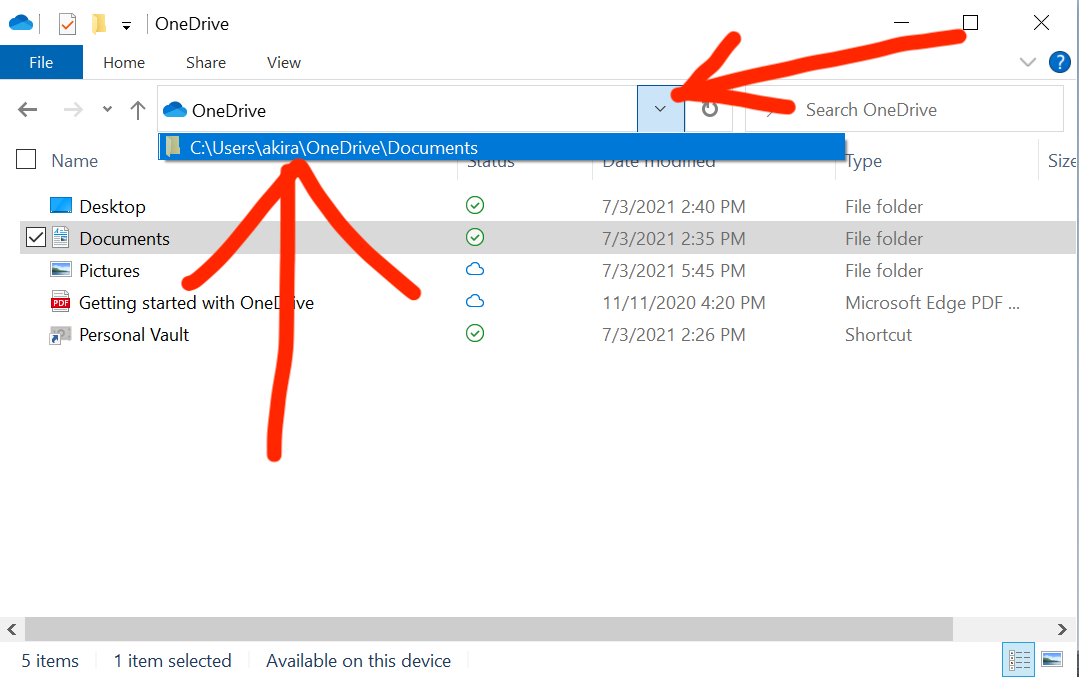 OneDrive
File Home Share View
OneDrive Search OneDrive
C:\Users\akira\OneDrive\Documents
Name Status Date modified Type Size
Desktop 7/3/2021 2:40 PM File folder
Documents 7/3/2021 2:35 PM File folder
Pictures 7/3/2021 5:45 PM File folder
PDF Getting started with OneDrive 11/11/2020 4:20 PM Microsoft Edge PDF ...
Personal Vault 7/3/2021 2:26 PM Shortcut
5 items 1 item selected Available on this device